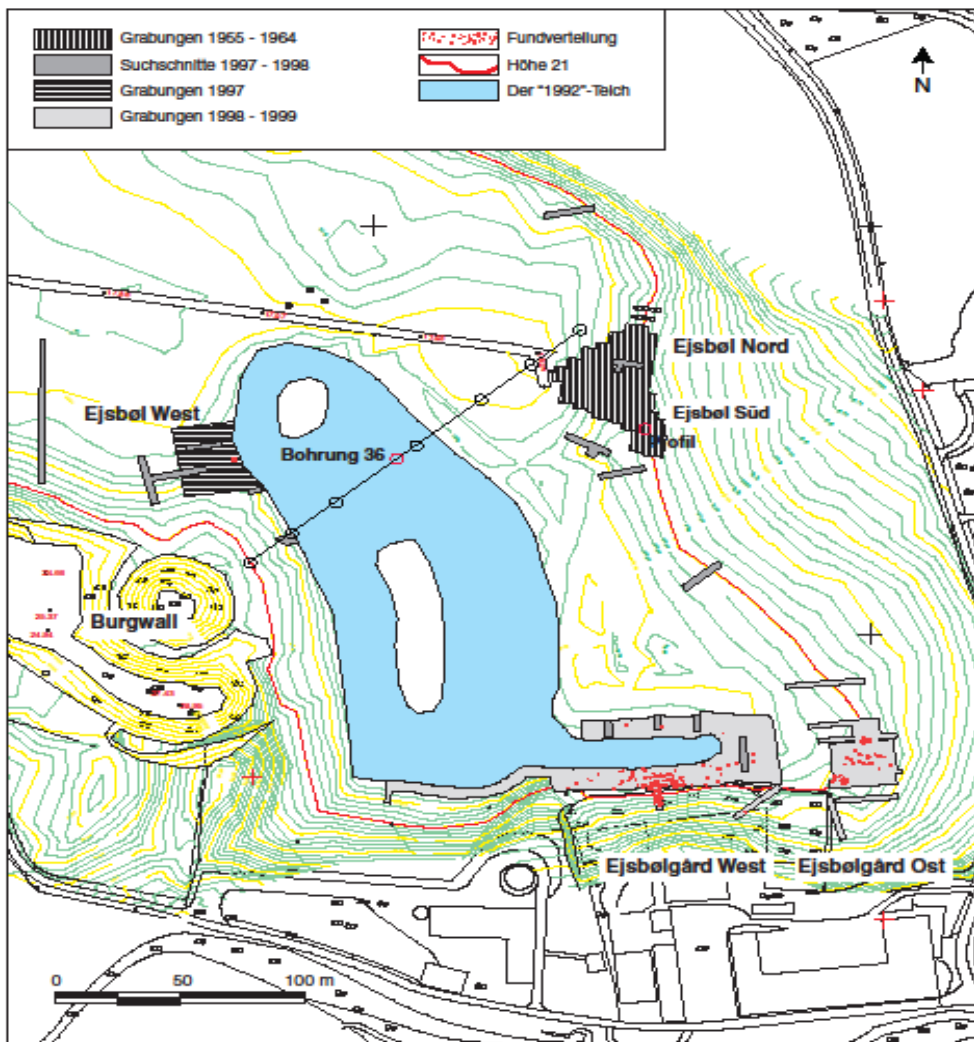 Grabungen 1955 - 1964
Suchschnitte 1997 - 1998
Grabungen 1997
Grabungen 1998 - 1999
Fundverteilung
Höhe 21
Der "1992"-Teich
N
Ejsbøl Nord
Ejsbøl West
Ejsbøl Süd
Profil
Bohrung 36
Burgwall
Ejsbølgård West
Ejsbølgård Ost
0 50 100 m